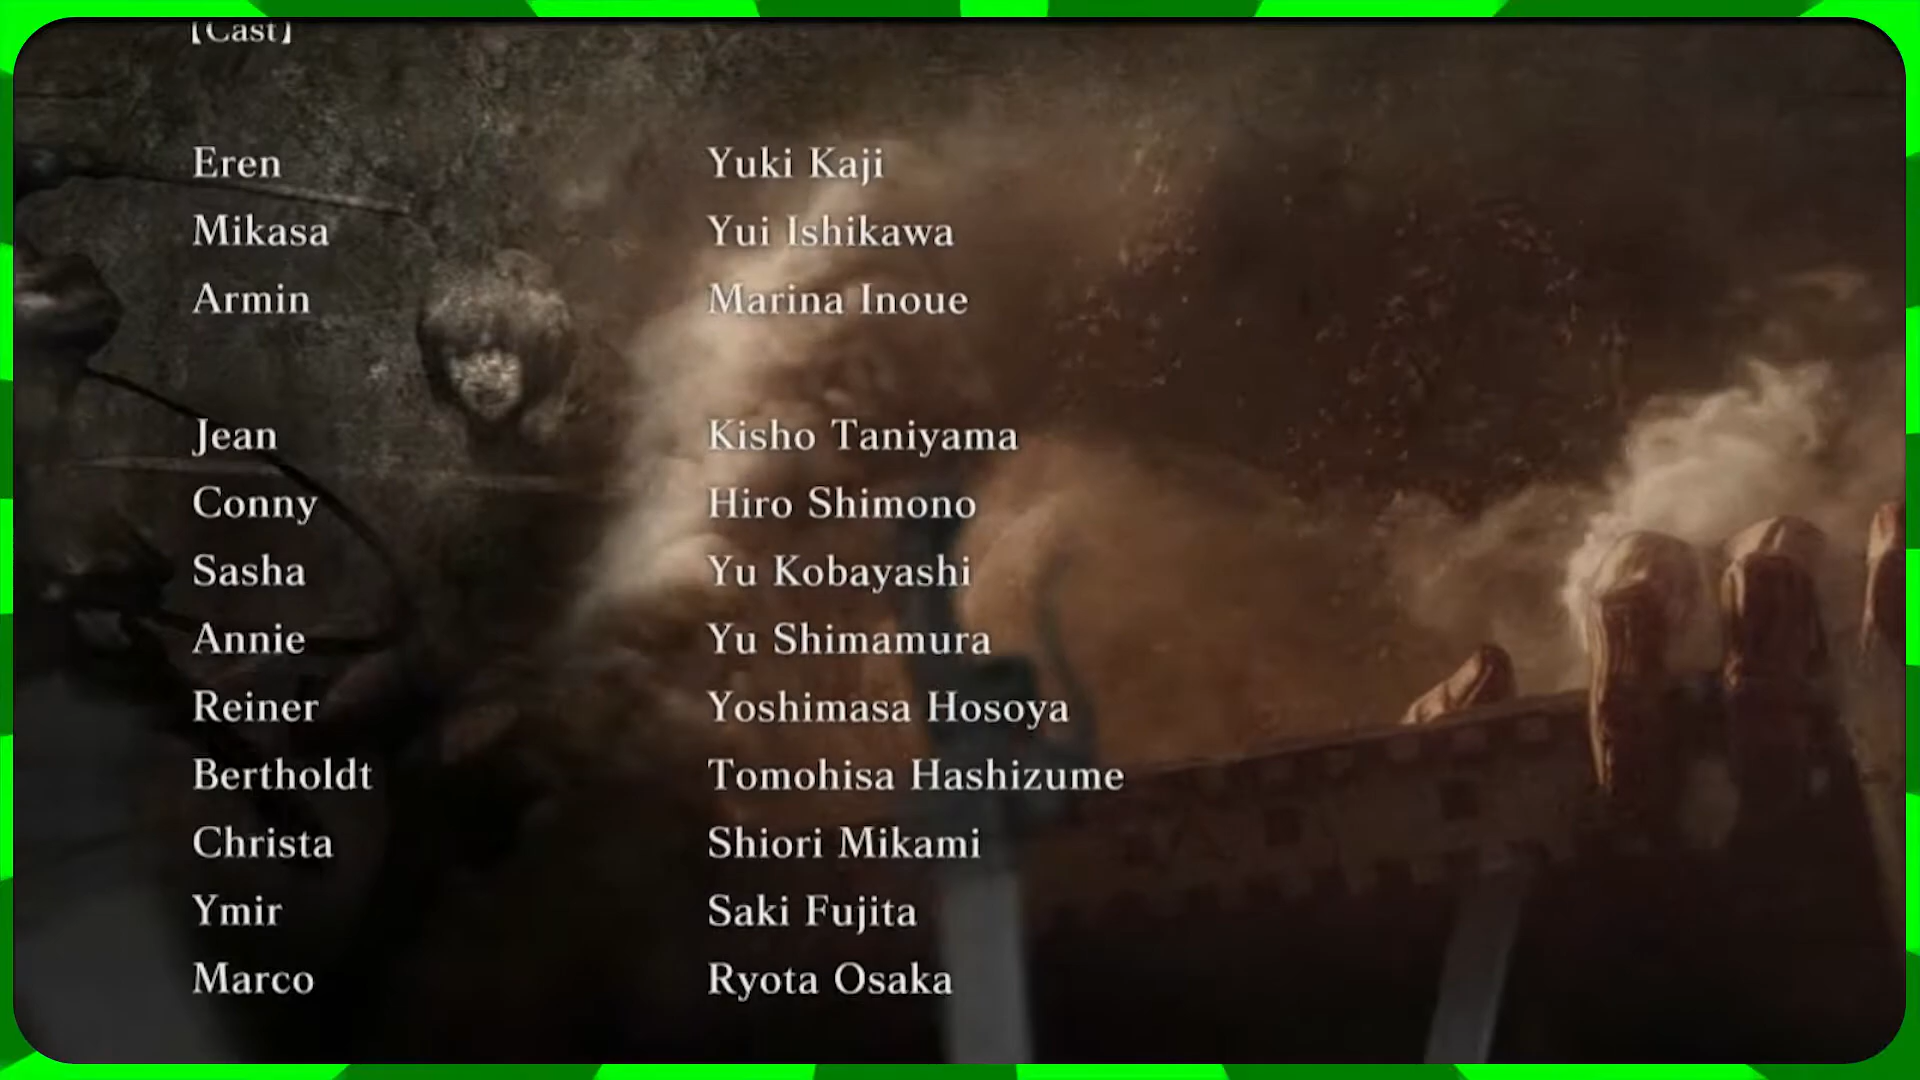 【Cast】
Eren Yuki Kaji
Mikasa Yui Ishikawa
Armin Marina Inoue
Jean Kisho Taniyama
Conny Hiro Shimono
Sasha Yu Kobayashi
Annie Yu Shimamura
Reiner Yoshimasa Hosoya
Bertholdt Tomohisa Hashizume
Christa Shiori Mikami
Ymir Saki Fujita
Marco Ryota Osaka